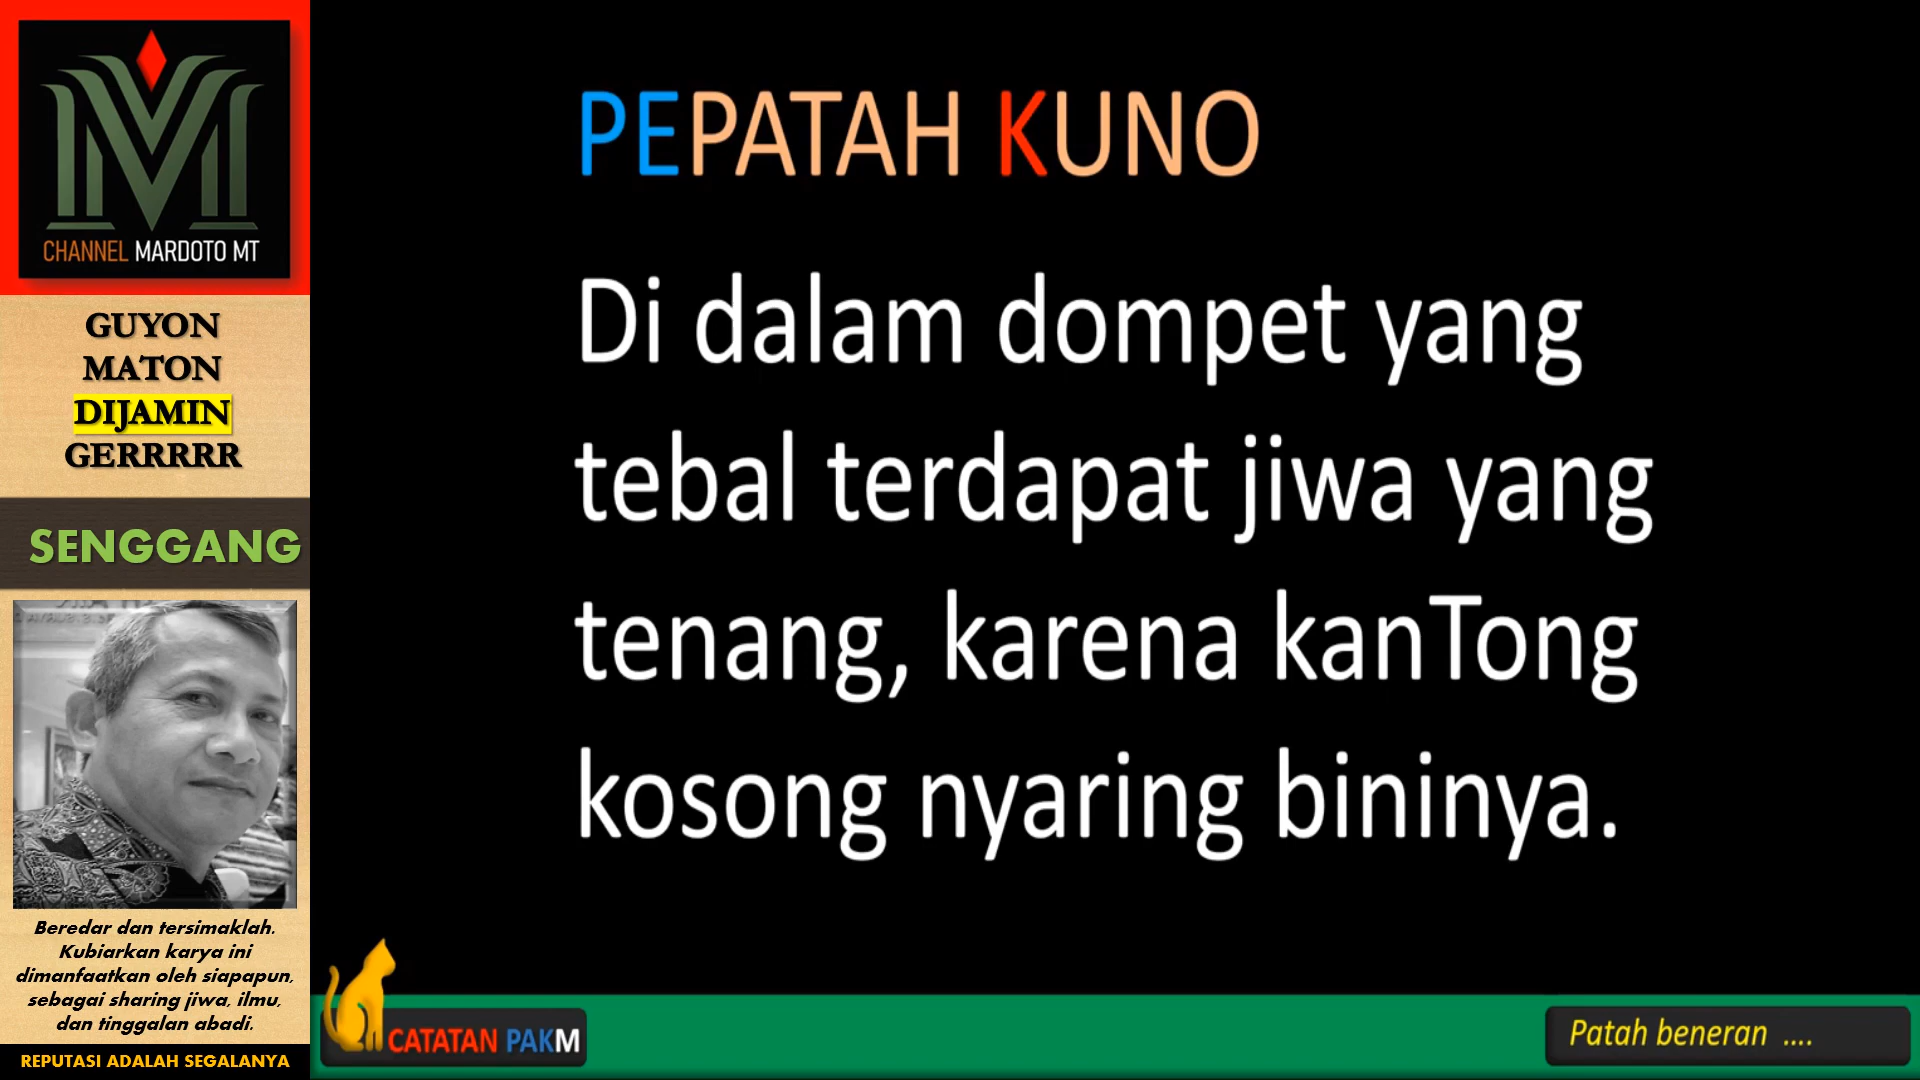 CHANNEL MARDOTO MT
GUYON
MATON
DIJAMIN
GERRRRR
SENGGANG
Beredar dan tersimaklah.
Kubiarkan karya ini
dimanfaatkan oleh siapapun,
sebagai sharing jiwa, ilmu,
dan tinggalan abadi.
REPUTASI ADALAH SEGALANYA
PEPATAH KUNO
Di dalam dompet yang
tebal terdapat jiwa yang
tenang, karena kanTong
kosong nyaring bininya.
CATATAN PAKM
Patah beneran ....